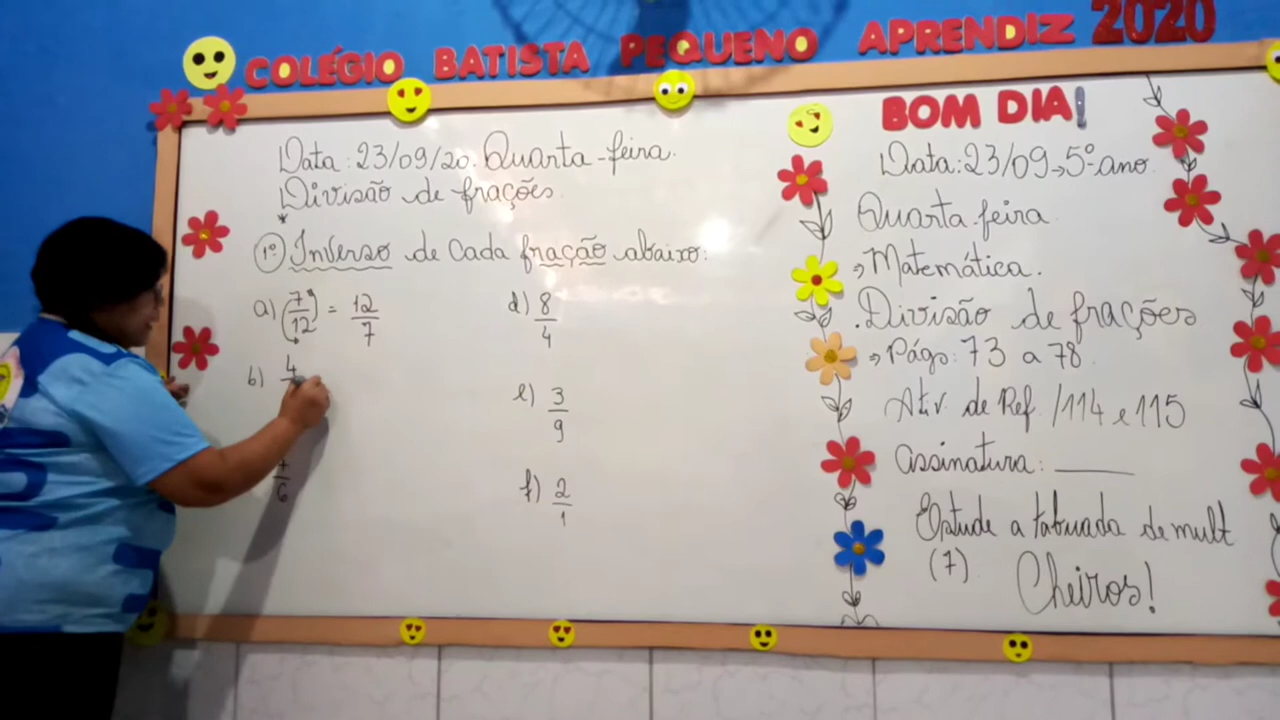 COLÉGIO BATISTA PEQUENO APRENDIZ 2020
Data: 23/09/20. Quarta-feira.
Divisão de frações.
*
1º Inverso de cada fração abaixo:
a) (7/12) = 12/7
b) 4
6
d) 8/4
e) 3/9
f) 2/1
BOM DIA!
Data: 23/09→5º ano.
Quarta feira
→Matemática.
.Divisão de frações
→Págs: 73 a 78.
Ativ. de Ref. /114 e 115
Assinatura: ______
Estude a tabuada de mult
(7)
Cheiros!